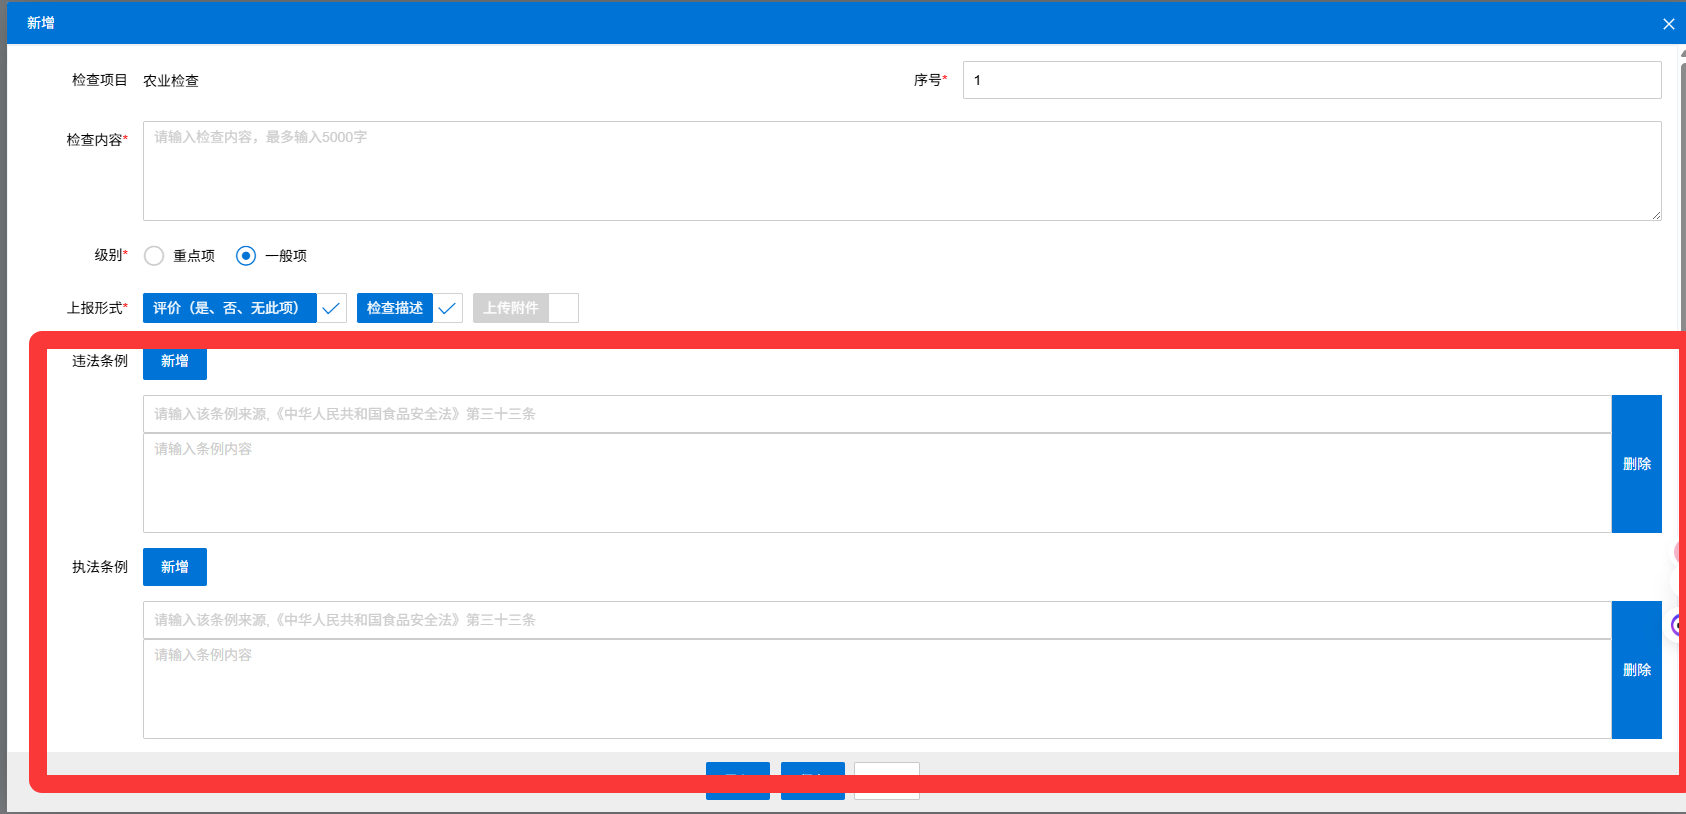 新增
检查项目 农业检查 序号* 1
检查内容* 请输入检查内容，最多输入5000字
级别* 重点项 一般项
上报形式* 评价（是、否、无此项） 检查描述 上传附件
违法条例 新增
请输入该条例来源,《中华人民共和国食品安全法》第三十三条
请输入条例内容
删除
执法条例 新增
请输入该条例来源,《中华人民共和国食品安全法》第三十三条
请输入条例内容
删除